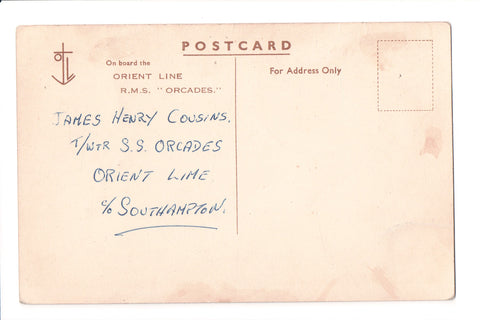 POSTCARD
On board the
ORIENT LINE
R.M.S. "ORCADES."
For Address Only
JAMES HENRY COUSINS.
T/WTR S.S. ORCADES
ORIENT LINE
c/o SOUTHAMPTON.